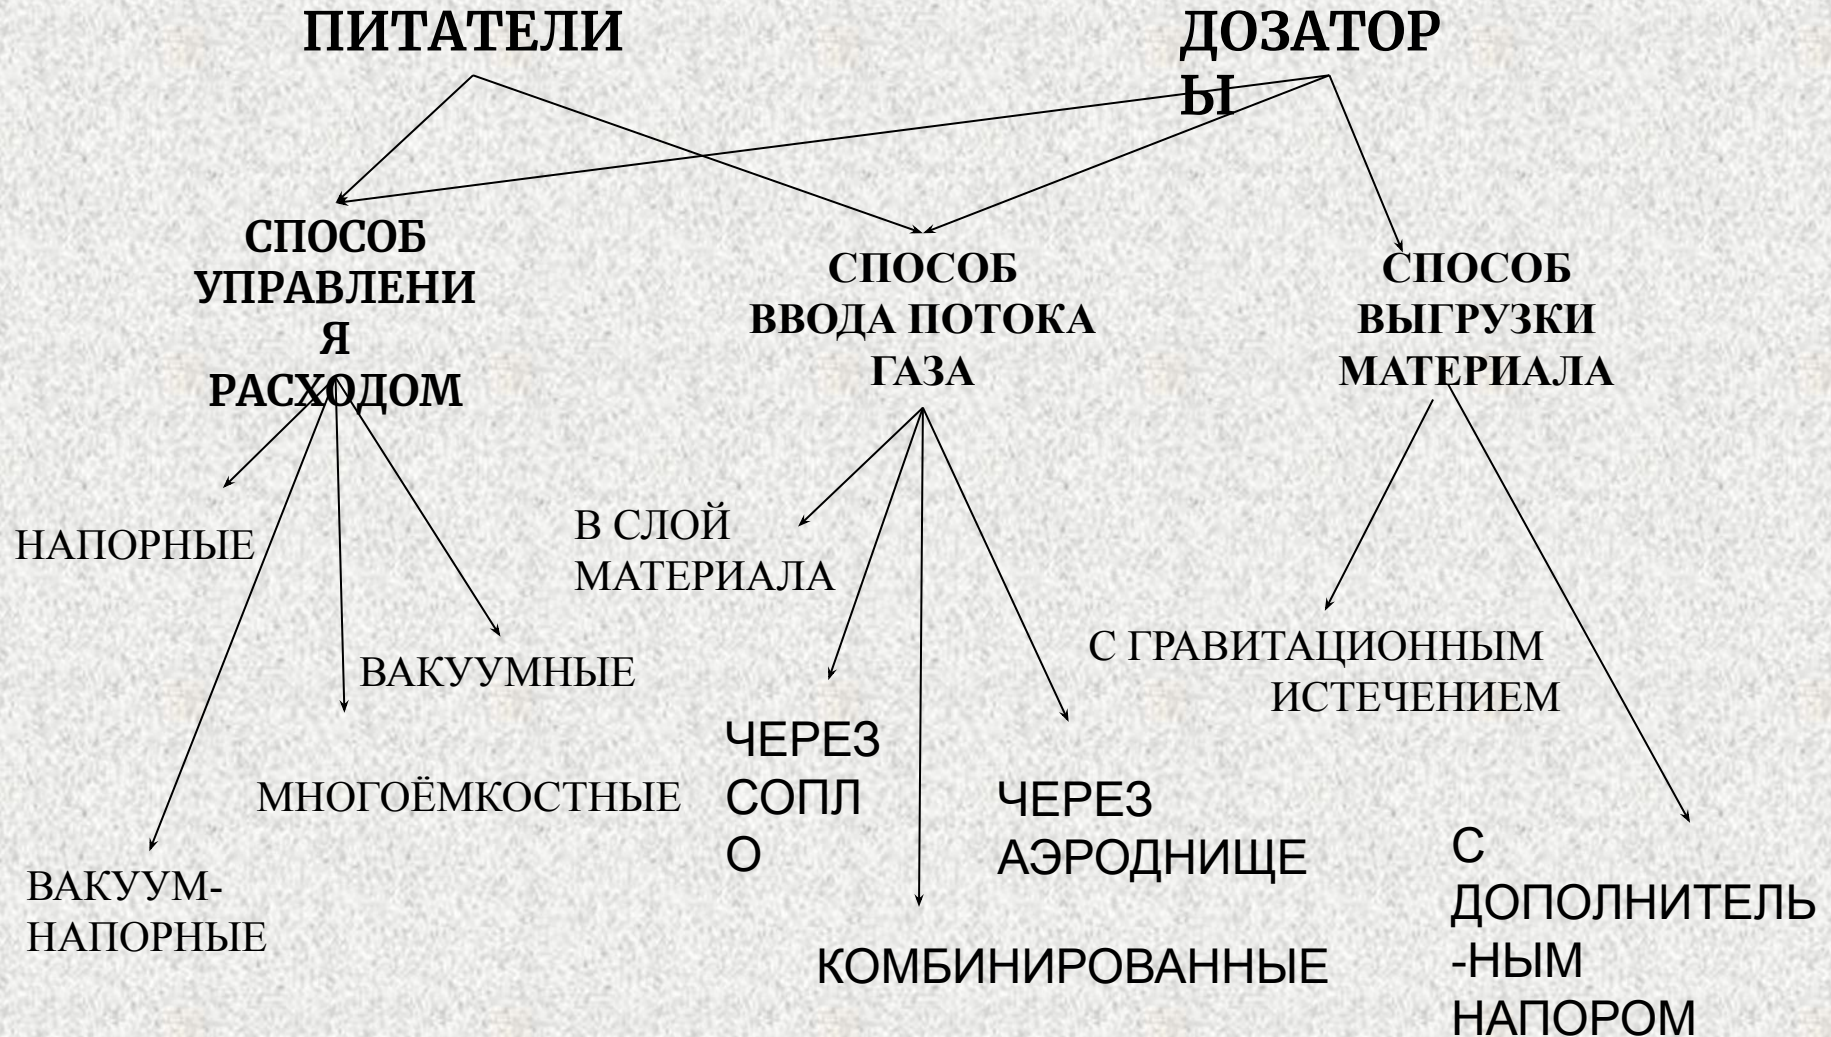 ПИТАТЕЛИ
ДОЗАТОР
Ы
СПОСОБ
УПРАВЛЕНИ
Я
РАСХОДОМ
СПОСОБ
ВВОДА ПОТОКА
ГАЗА
СПОСОБ
ВЫГРУЗКИ
МАТЕРИАЛА
НАПОРНЫЕ
В СЛОЙ
МАТЕРИАЛА
С ГРАВИТАЦИОННЫМ
ИСТЕЧЕНИЕМ
ВАКУУМНЫЕ
МНОГОЁМКОСТНЫЕ
ЧЕРЕЗ
СОПЛ
О
ЧЕРЕЗ
АЭРОДНИЩЕ
ВАКУУМ-
НАПОРНЫЕ
КОМБИНИРОВАННЫЕ
С
ДОПОЛНИТЕЛЬ
-НЫМ
НАПОРОМ